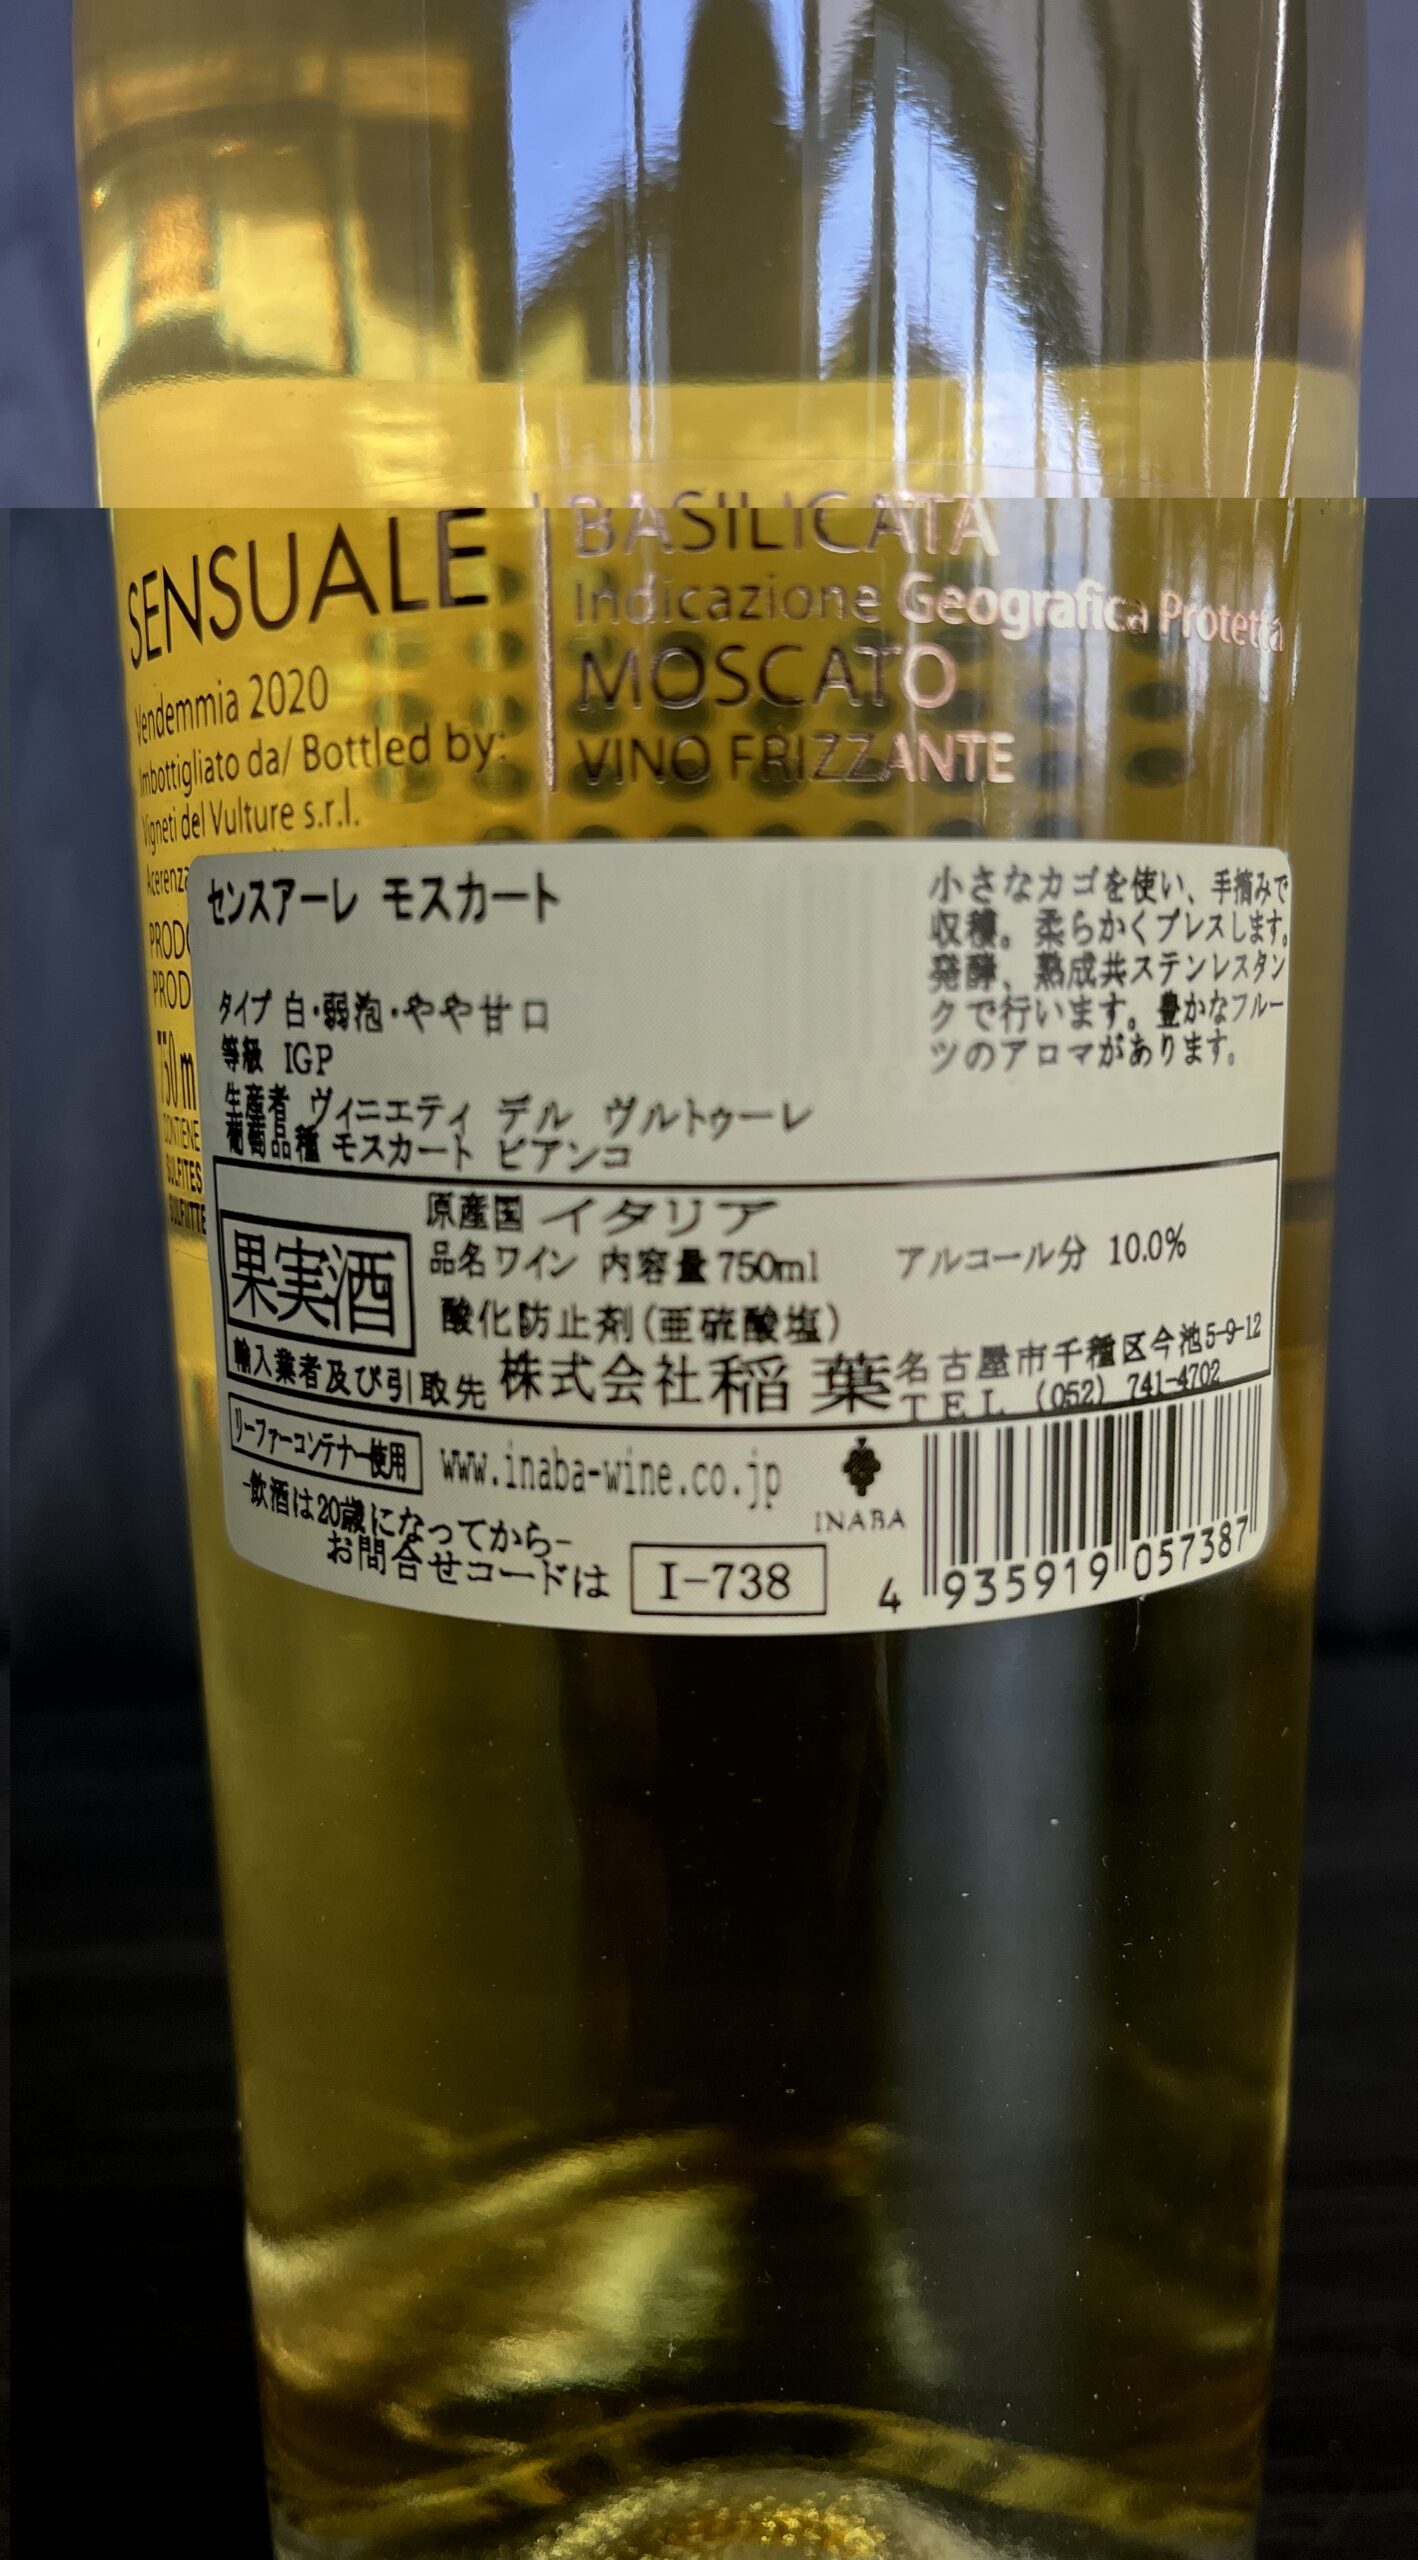 SENSUALE
Vendemmia 2020
Imbottigliato da/ Bottled by:
Vigneti del Vulture s.r.l.
Acerenza
PROD
PROD
750 m
CONTIENE
SULFITES
BASILICATA
Indicazione Geografica Protetta
MOSCATO
VINO FRIZZANTE
センスアーレ モスカート
タイプ 白・弱泡・やや甘口
等級 IGP
生産者 ヴィニエティ デル ヴルトゥーレ
葡萄品種 モスカート ビアンコ
小さなカゴを使い、手摘みで
収穫。柔らかくプレスします。
発酵、熟成共ステンレスタン
クで行います。豊かなフルー
ツのアロマがあります。
果実酒
原産国 イタリア
品名 ワイン 内容量 750ml アルコール分 10.0%
酸化防止剤(亜硫酸塩)
輸入業者及び引取先 株式会社 稲葉 名古屋市千種区今池5-9-12
TEL (052) 741-4702
リーファーコンテナー使用 www.inaba-wine.co.jp
INABA
-飲酒は20歳になってから-
お問合せコードは I-738
4 935919 057387